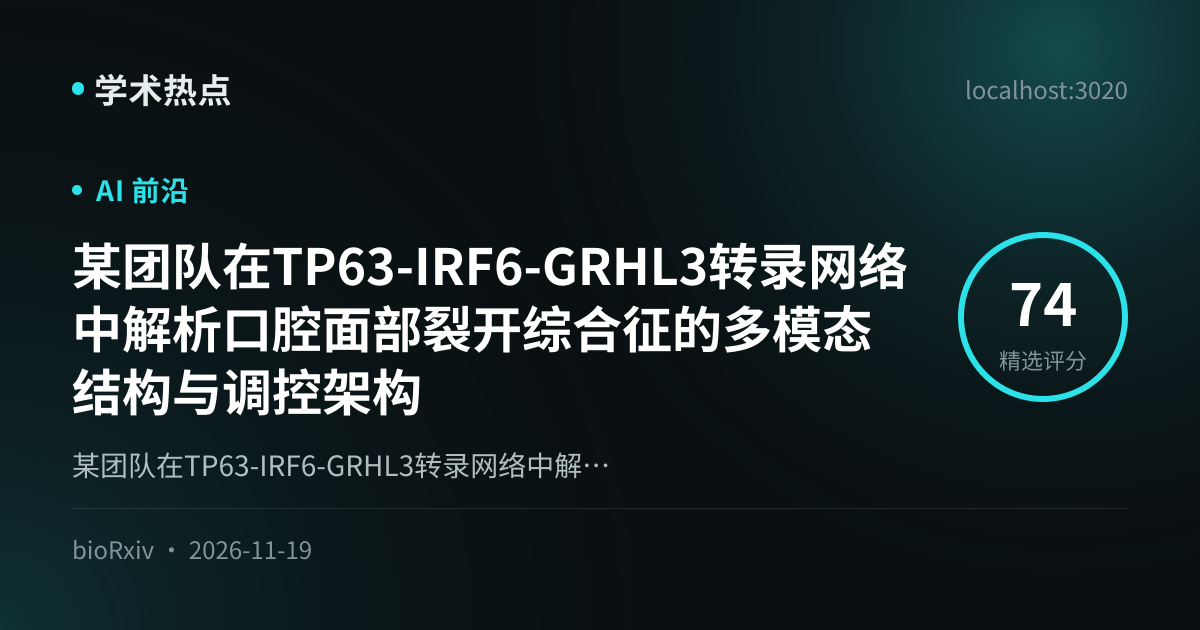 学术热点
localhost:3020
AI 前沿
某团队在TP63-IRF6-GRHL3转录网络
中解析口腔面部裂开综合征的多模态
结构与调控架构
74
精选评分
某团队在TP63-IRF6-GRHL3转录网络中解…
bioRxiv · 2026-11-19